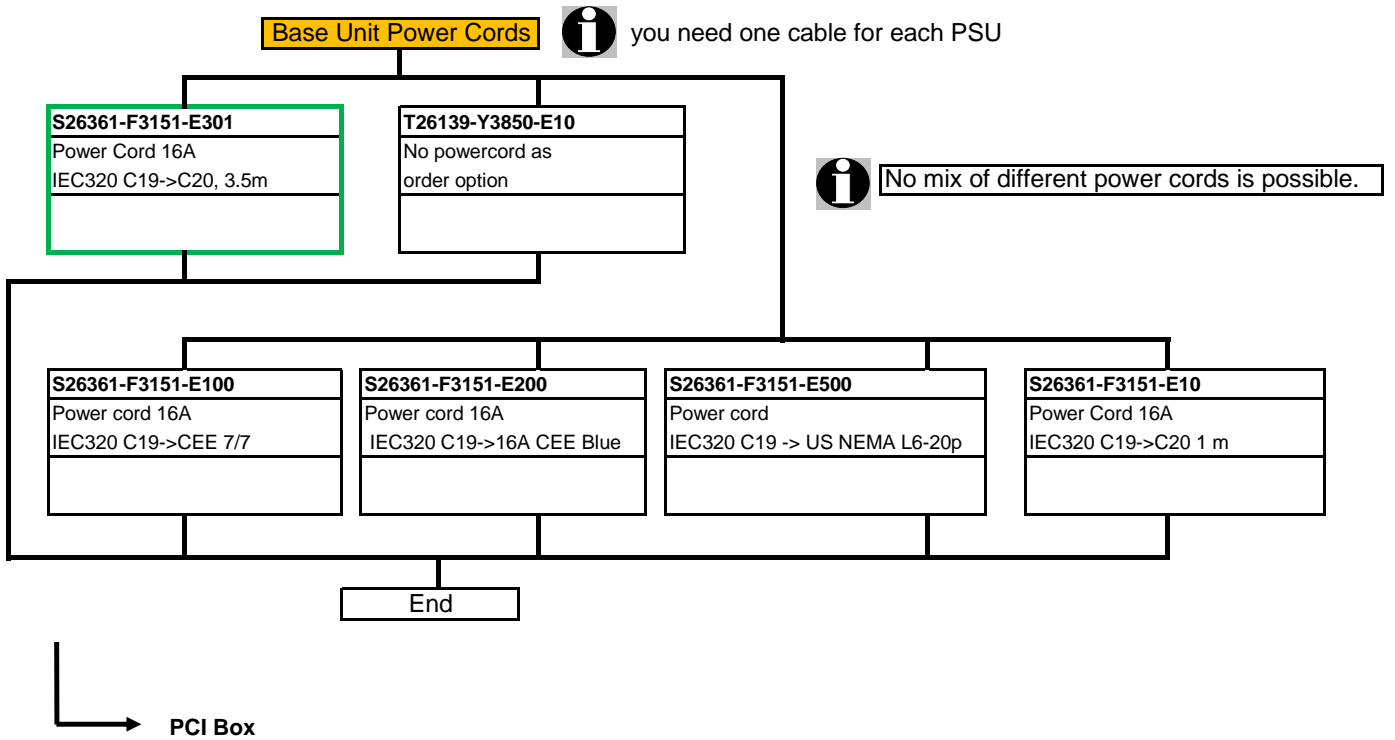 Base Unit Power Cords
you need one cable for each PSU
S26361-F3151-E301
Power Cord 16A
IEC320 C19->C20, 3.5m
T26139-Y3850-E10
No powercord as
order option
No mix of different power cords is possible.
S26361-F3151-E100
Power cord 16A
IEC320 C19->CEE 7/7
S26361-F3151-E200
Power cord 16A
IEC320 C19->16A CEE Blue
S26361-F3151-E500
Power cord
IEC320 C19 -> US NEMA L6-20p
S26361-F3151-E10
Power Cord 16A
IEC320 C19->C20 1 m
End
PCI Box